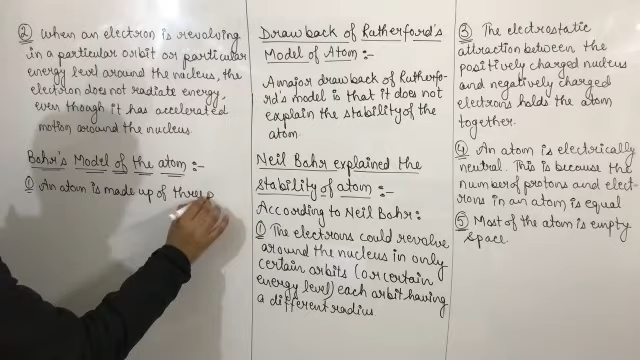 ② When an electron is revolving
in a particular orbit or particular
energy level around the nucleus, the
electron does not radiate energy,
even though it has accelerated
motion around the nucleus.
Bohr's Model of the atom :-
① An atom is made up of three
Drawback of Rutherford's
Model of Atom :-
A major drawback of Rutherfo-
rd's model is that it does not
explain the stability of the
atom.
Neil Bohr explained the
stability of atom :-
According to Neil Bohr:
① The electrons could revolve
around the nucleus in only
certain orbits (or certain
energy level) each orbit having
a different radius
③ The electrostatic
attraction between the
positively charged nucleus
and negatively charged
electrons holds the atom
together.
④ An atom is electrically
neutral. This is because the
number of protons and elect-
rons in an atom is equal
⑤ Most of the atom is empty
space.